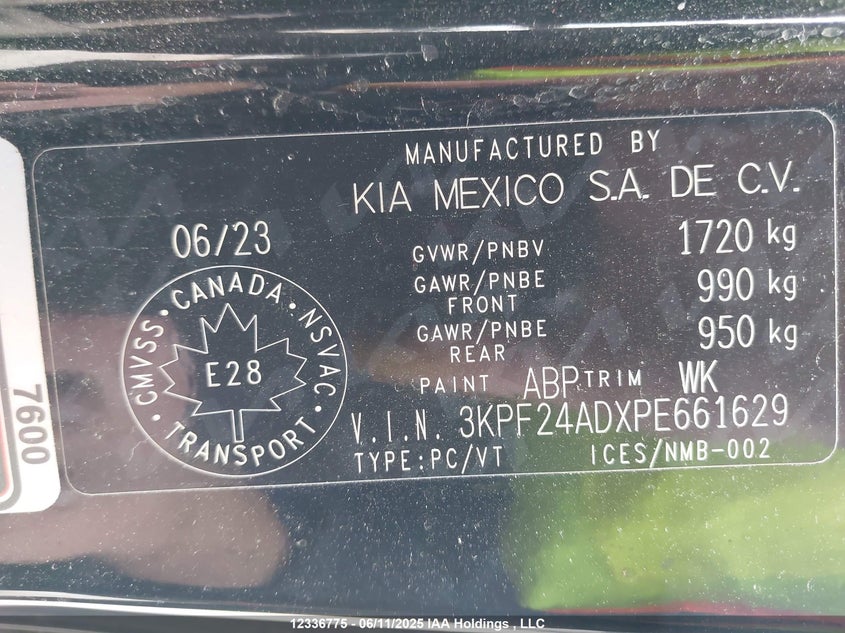 MANUFACTURED BY
KIA MEXICO S.A. DE C.V.
06/23
GVWR/PNBV 1720 kg
GAWR/PNBE FRONT 990 kg
GAWR/PNBE REAR 950 kg
PAINT ABP TRIM WK
V.I.N. 3KPF24ADXPE661629
TYPE:PC/VT ICES/NMB-002
CMVSS · CANADA · NSVAC · TRANSPORT ·
E28
7600
12336775 - 06/11/2025 IAA Holdings , LLC